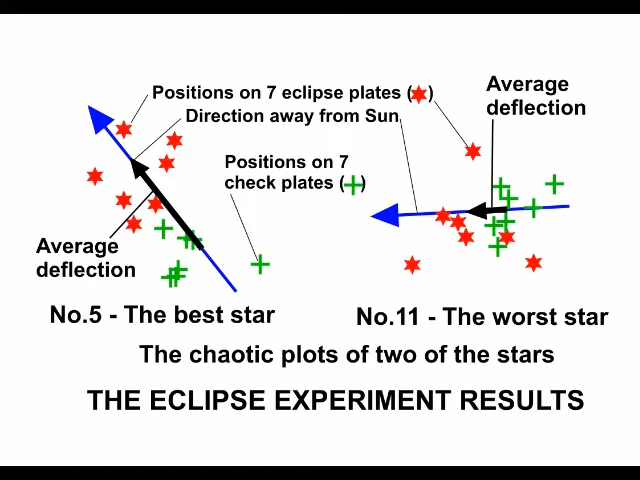 Positions on 7 eclipse plates ( )
Direction away from Sun
Average
deflection
Positions on 7
check plates ( )
Average
deflection
No.5 - The best star
No.11 - The worst star
The chaotic plots of two of the stars
THE ECLIPSE EXPERIMENT RESULTS